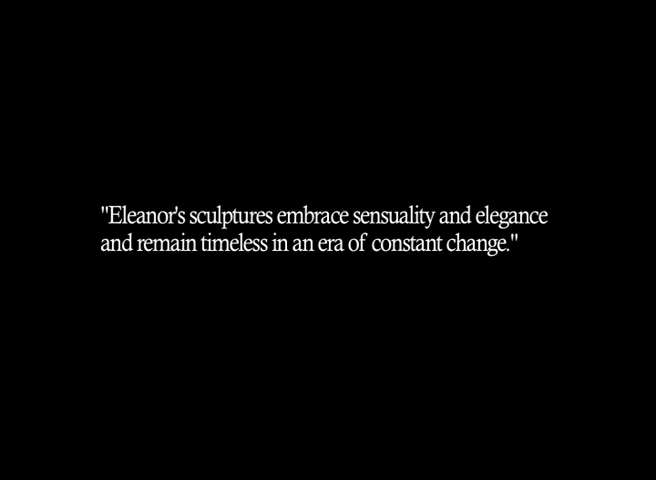 "Eleanor's sculptures embrace sensuality and elegance
and remain timeless in an era of constant change."